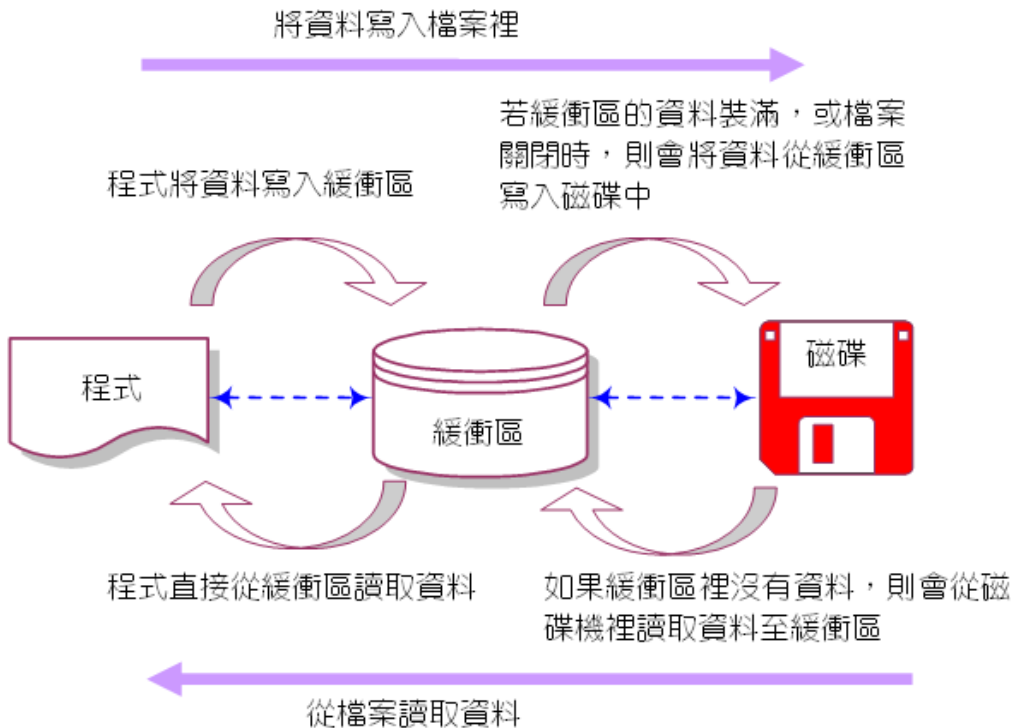 將資料寫入檔案裡
若緩衝區的資料裝滿，或檔案
關閉時，則會將資料從緩衝區
寫入磁碟中
程式將資料寫入緩衝區
程式
緩衝區
磁碟
程式直接從緩衝區讀取資料
如果緩衝區裡沒有資料，則會從磁
碟機裡讀取資料至緩衝區
從檔案讀取資料